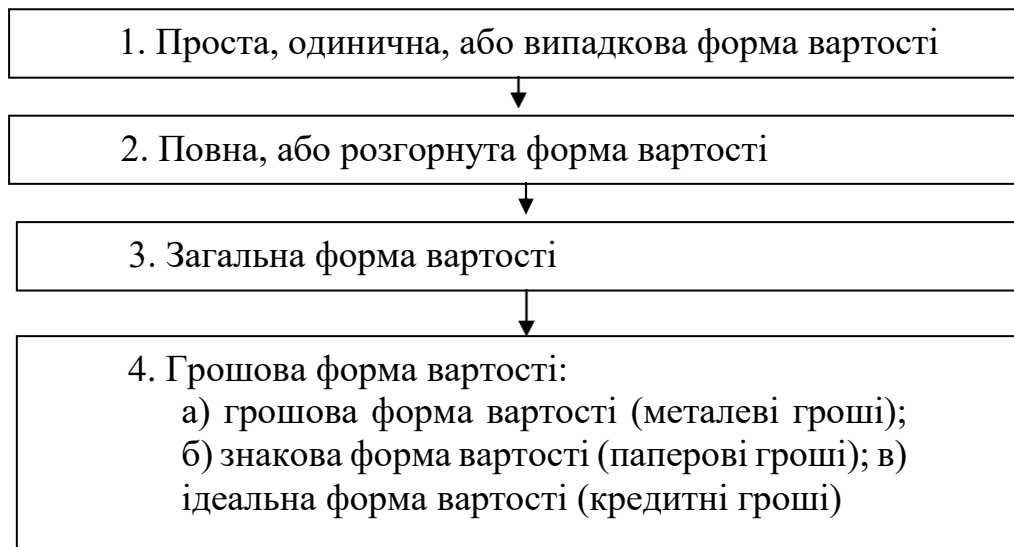 1. Проста, одинична, або випадкова форма вартості
2. Повна, або розгорнута форма вартості
3. Загальна форма вартості
4. Грошова форма вартості:
а) грошова форма вартості (металеві гроші);
б) знакова форма вартості (паперові гроші); в)
ідеальна форма вартості (кредитні гроші)